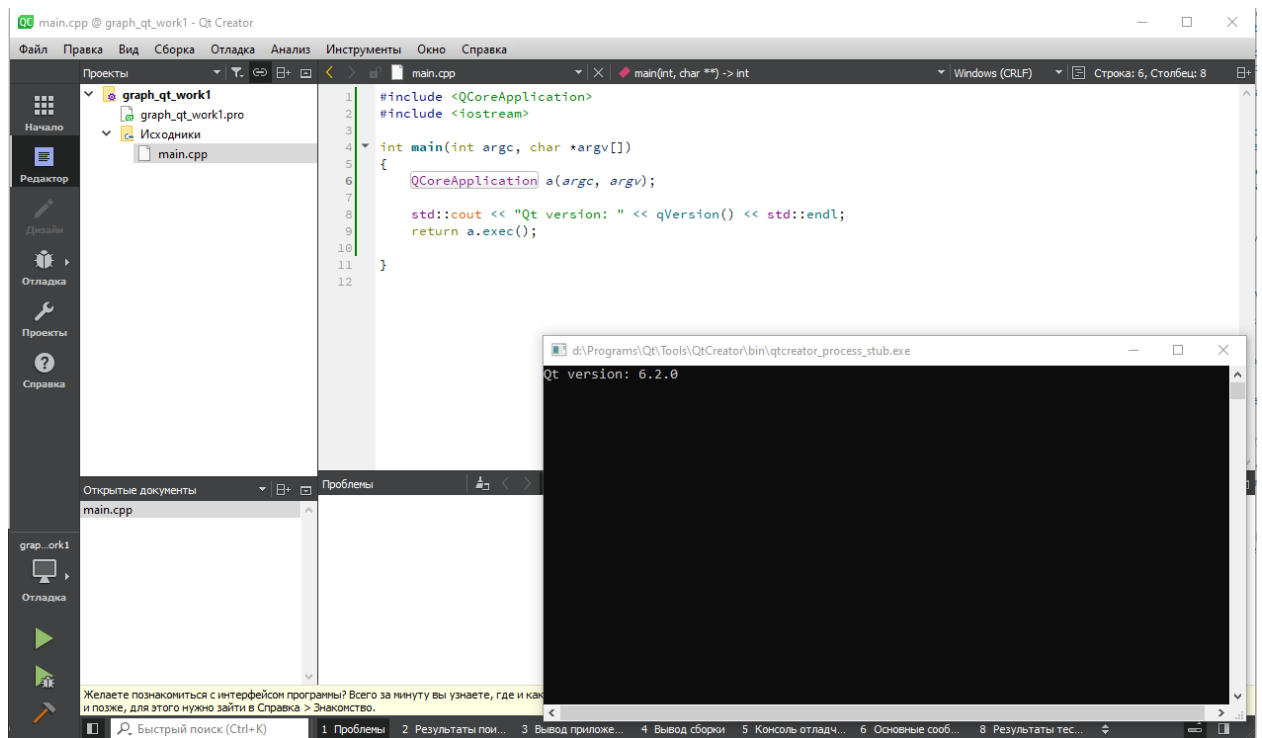 main.cpp @ graph_qt_work1 - Qt Creator
Файл Правка Вид Сборка Отладка Анализ Инструменты Окно Справка
Проекты
main.cpp
main(int, char **) -> int
Windows (CRLF)
Строка: 6, Столбец: 8
Начало
Редактор
Дизайн
Отладка
Проекты
Справка
graph_qt_work1
graph_qt_work1.pro
Исходники
main.cpp
1 #include <QCoreApplication>
2 #include <iostream>
3
4 int main(int argc, char *argv[])
5 {
6 QCoreApplication a(argc, argv);
7
8 std::cout << "Qt version: " << qVersion() << std::endl;
9 return a.exec();
10
11 }
12
d:\Programs\Qt\Tools\QtCreator\bin\qtcreator_process_stub.exe
Qt version: 6.2.0
Открытые документы
main.cpp
Проблемы
grap...ork1
Отладка
Желаете познакомиться с интерфейсом программы? Всего за минуту вы узнаете, где и как
и позже, для этого нужно зайти в Справка > Знакомство.
Быстрый поиск (Ctrl+K)
1 Проблемы 2 Результаты пои... 3 Вывод приложе... 4 Вывод сборки 5 Консоль отладч... 6 Основные сооб... 8 Результаты тес...